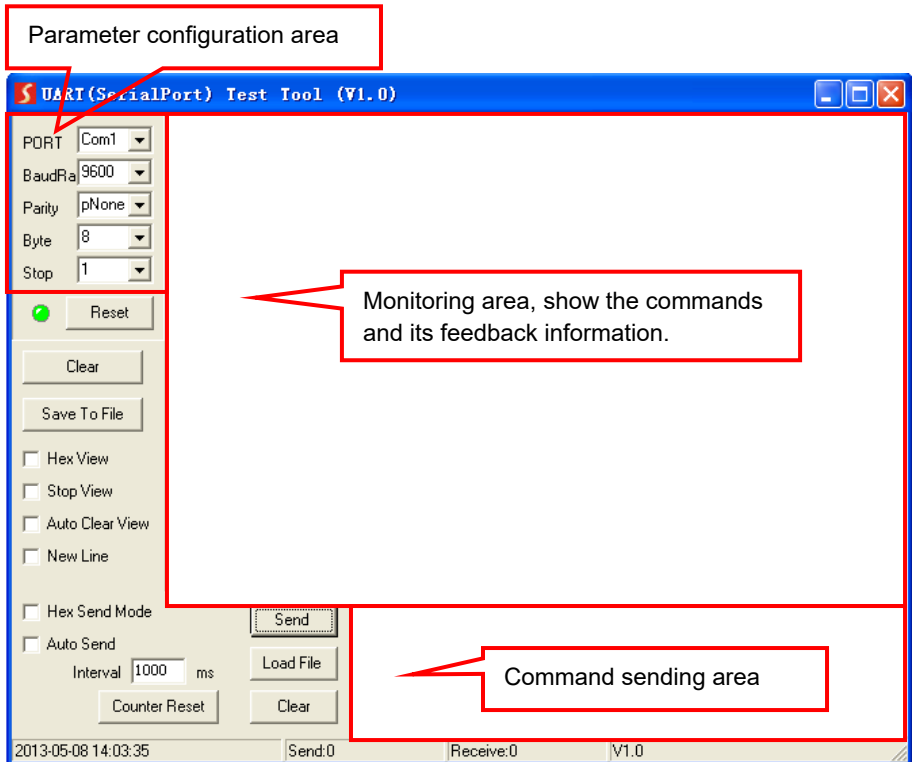 Parameter configuration area
UART(SerialPort) Test Tool (V1.0)
PORT Com1
BaudRa 9600
Parity pNone
Byte 8
Stop 1
Reset
Monitoring area, show the commands
and its feedback information.
Clear
Save To File
Hex View
Stop View
Auto Clear View
New Line
Hex Send Mode
Send
Auto Send
Interval 1000 ms
Load File
Command sending area
Counter Reset
Clear
2013-05-08 14:03:35 Send:0 Receive:0 V1.0